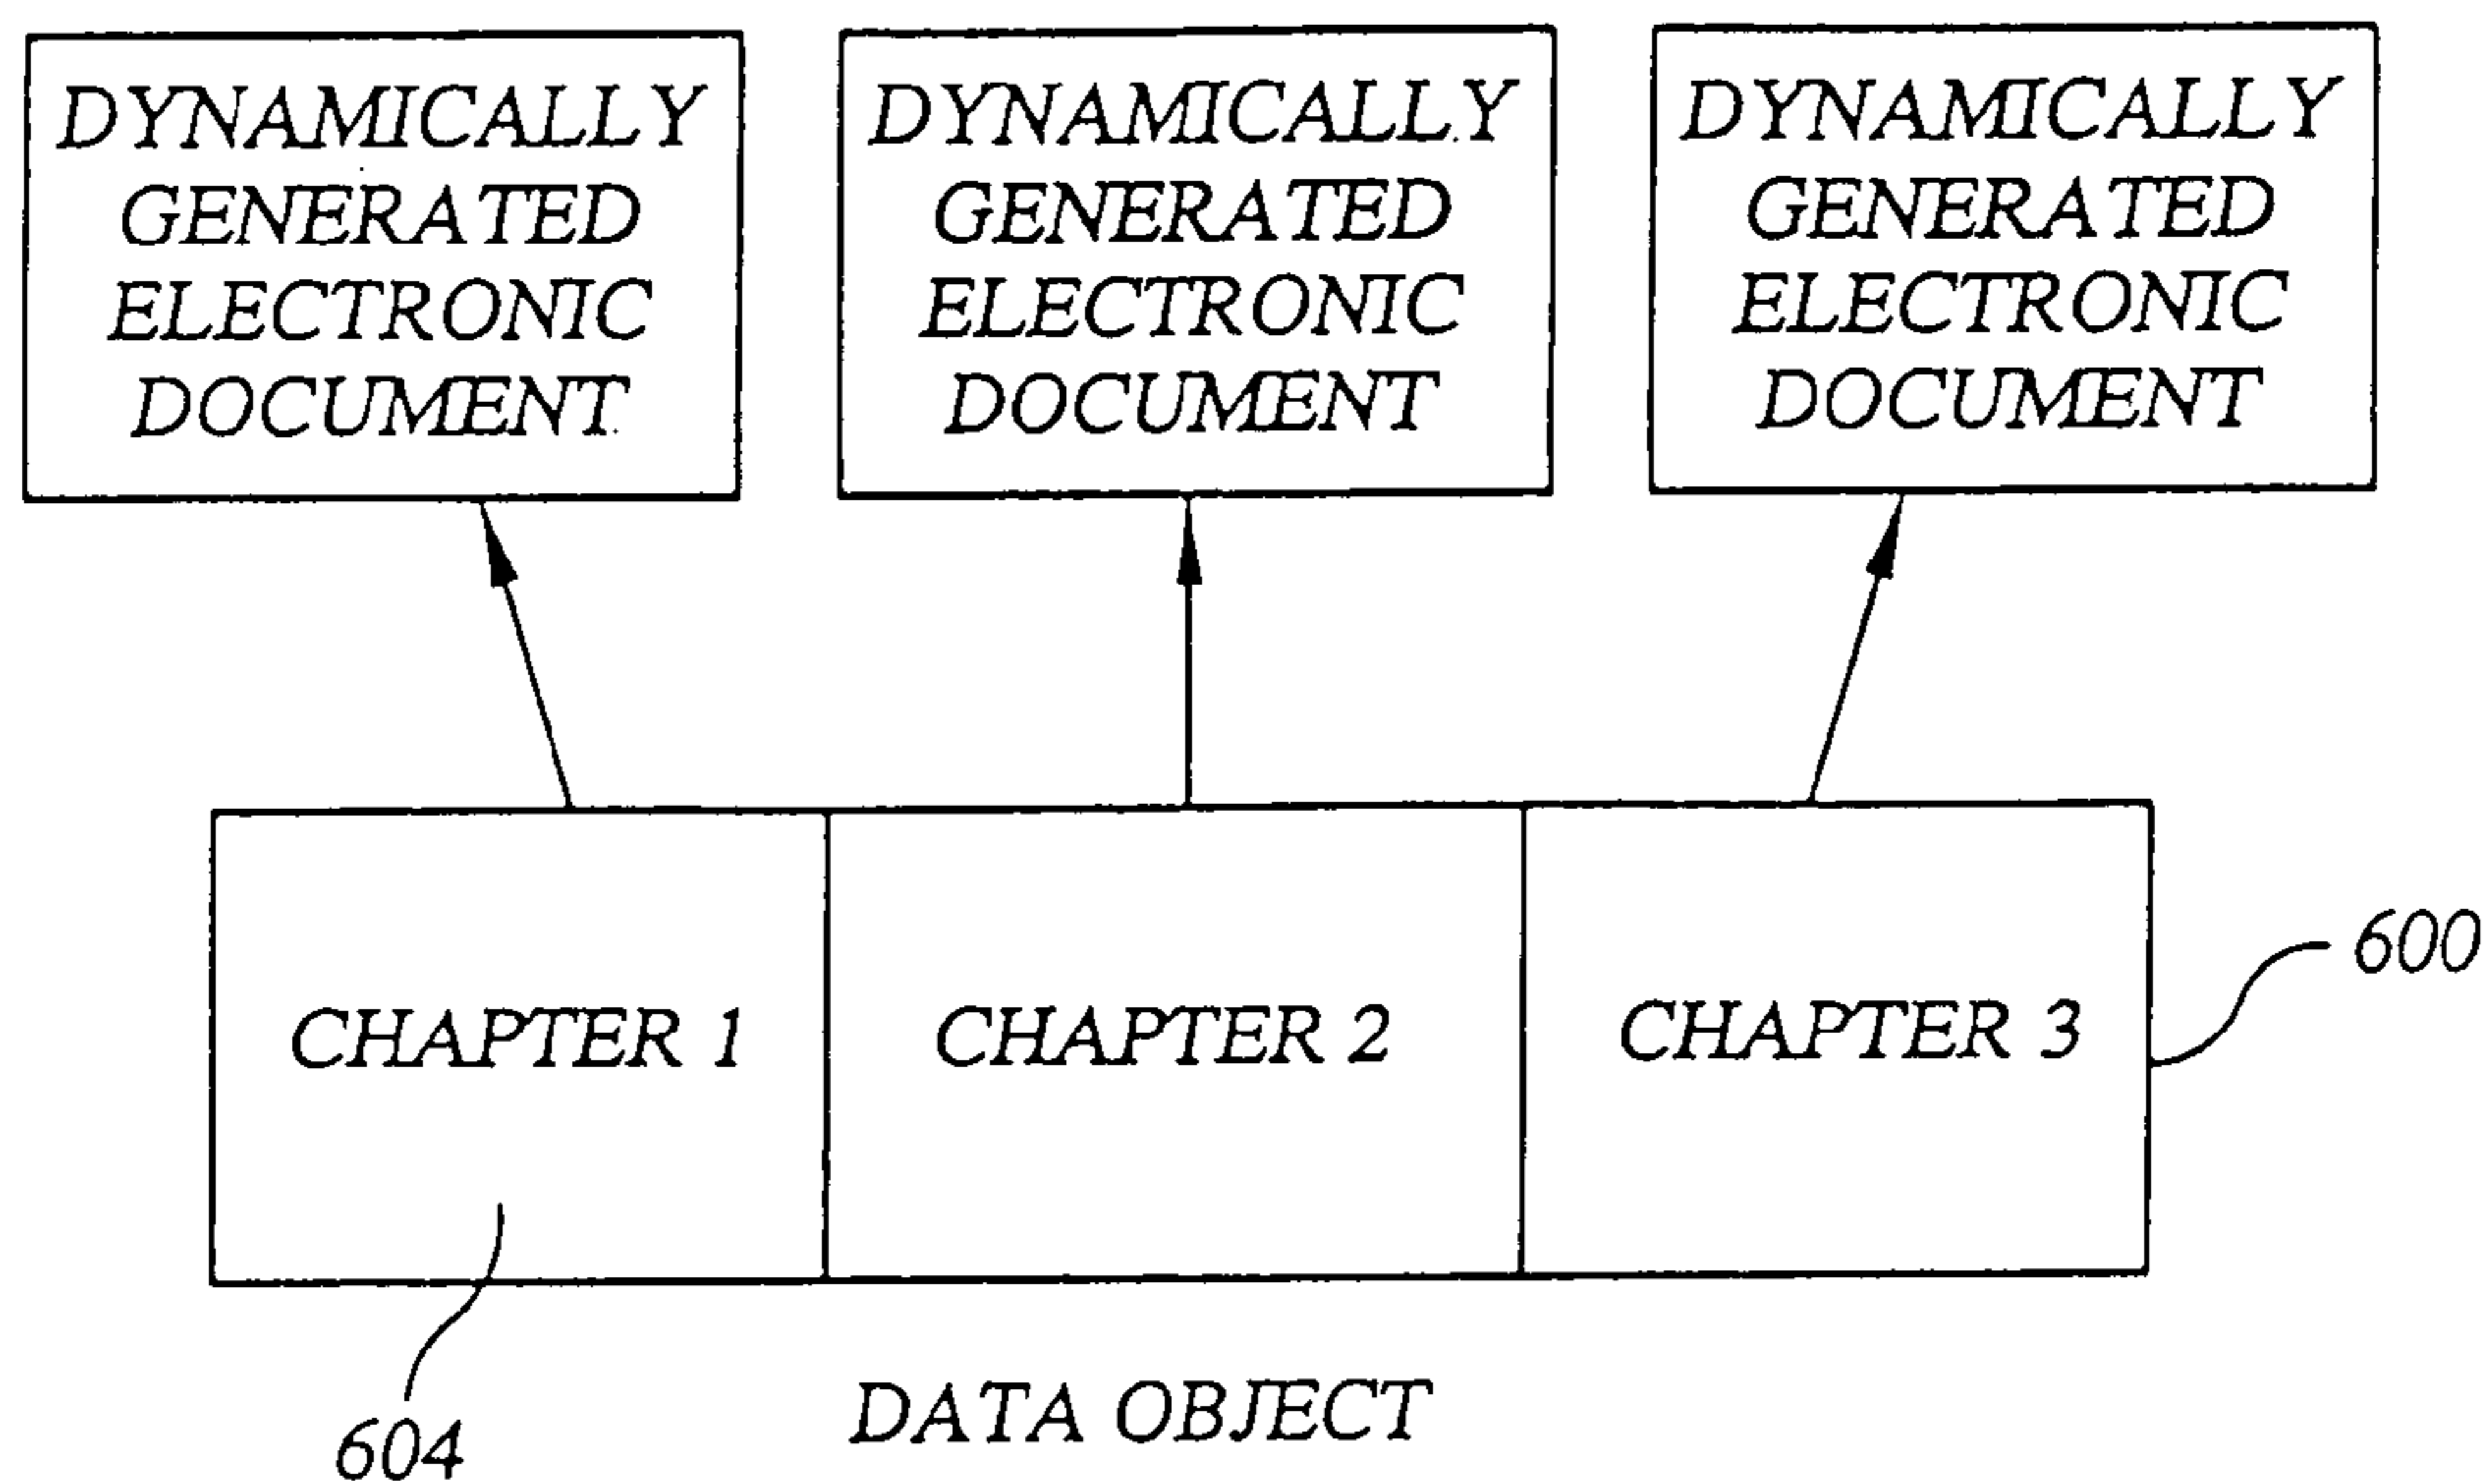 DYNAMICALLY
GENERATED
ELECTRONIC
DOCUMENT
DYNAMICALLY
GENERATED
ELECTRONIC
DOCUMENT
DYNAMICALLY
GENERATED
ELECTRONIC
DOCUMENT
CHAPTER 1
CHAPTER 2
CHAPTER 3
600
604
DATA OBJECT